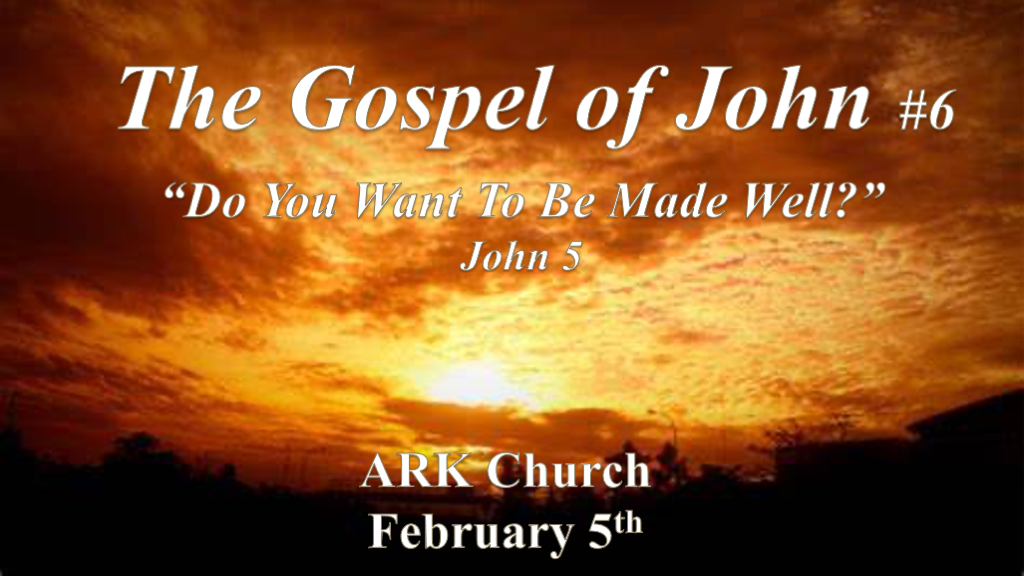 The Gospel of John #6
“Do You Want To Be Made Well?”
John 5
ARK Church
February 5th